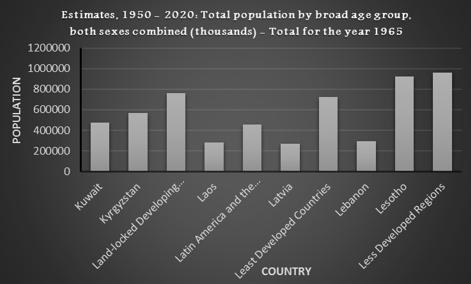 Estimates, 1950 - 2020: Total population by broad age group,
both sexes combined (thousands) - Total for the year 1965
1200000
1000000
800000
600000
400000
200000
0
POPULATION
Kuwait
Kyrgyzstan
Land-locked Developing...
Laos
Latin America and the...
Latvia
Least Developed Countries
Lebanon
Lesotho
Less Developed Regions
COUNTRY